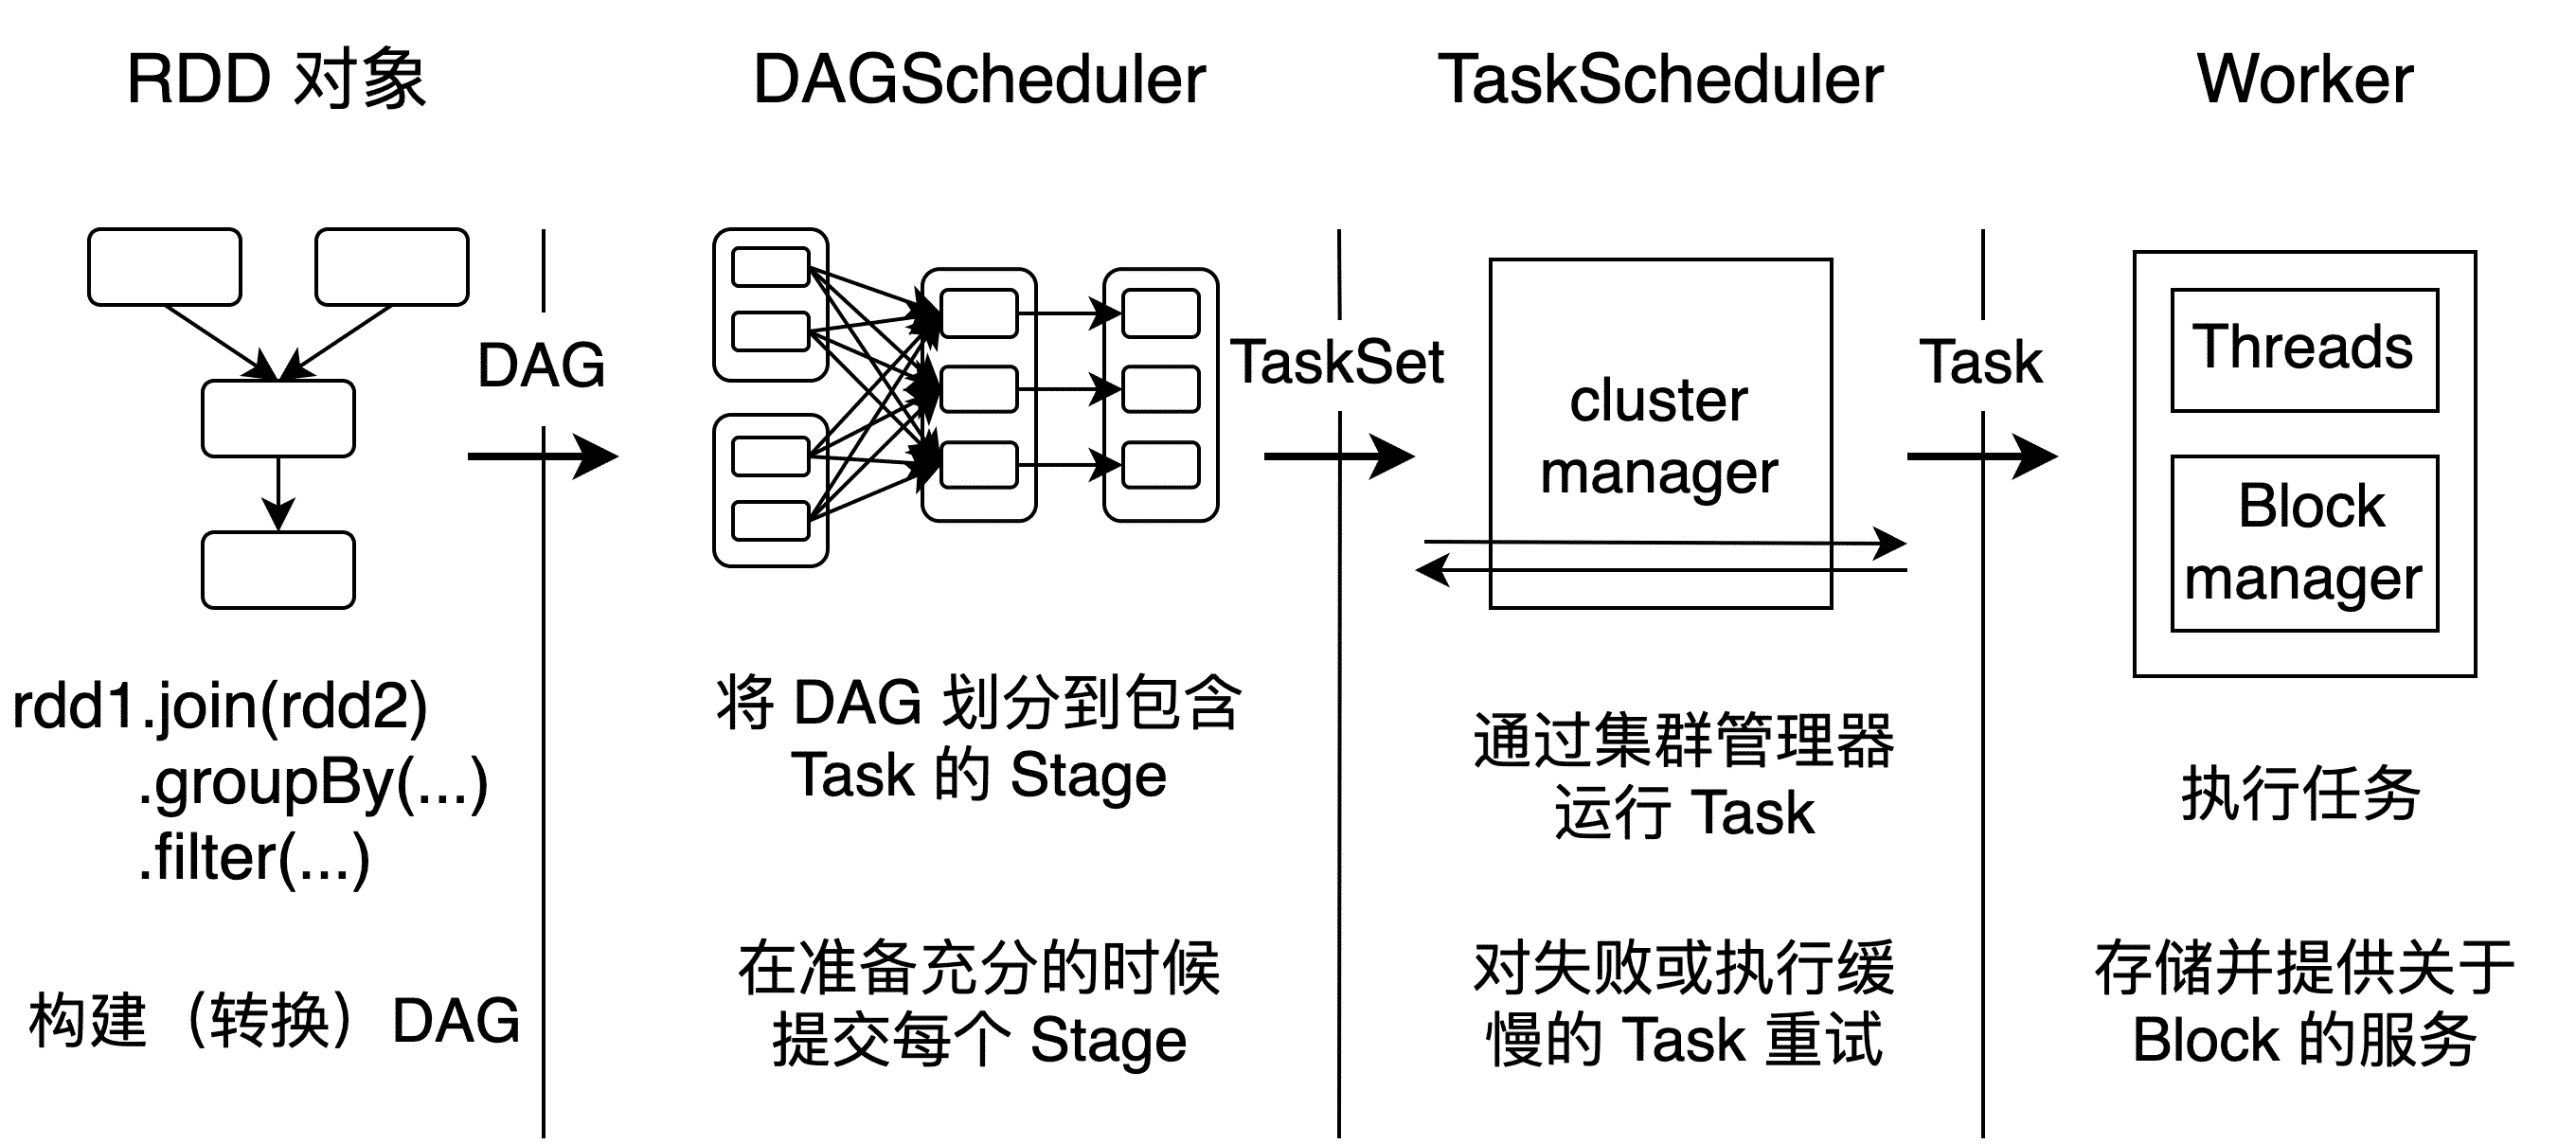 RDD 对象
DAGScheduler
TaskScheduler
Worker
DAG
TaskSet
cluster
manager
Task
Threads
Block
manager
rdd1.join(rdd2)
.groupBy(...)
.filter(...)
构建（转换）DAG
将 DAG 划分到包含
Task 的 Stage
在准备充分的时候
提交每个 Stage
通过集群管理器
运行 Task
对失败或执行缓
慢的 Task 重试
执行任务
存储并提供关于
Block 的服务